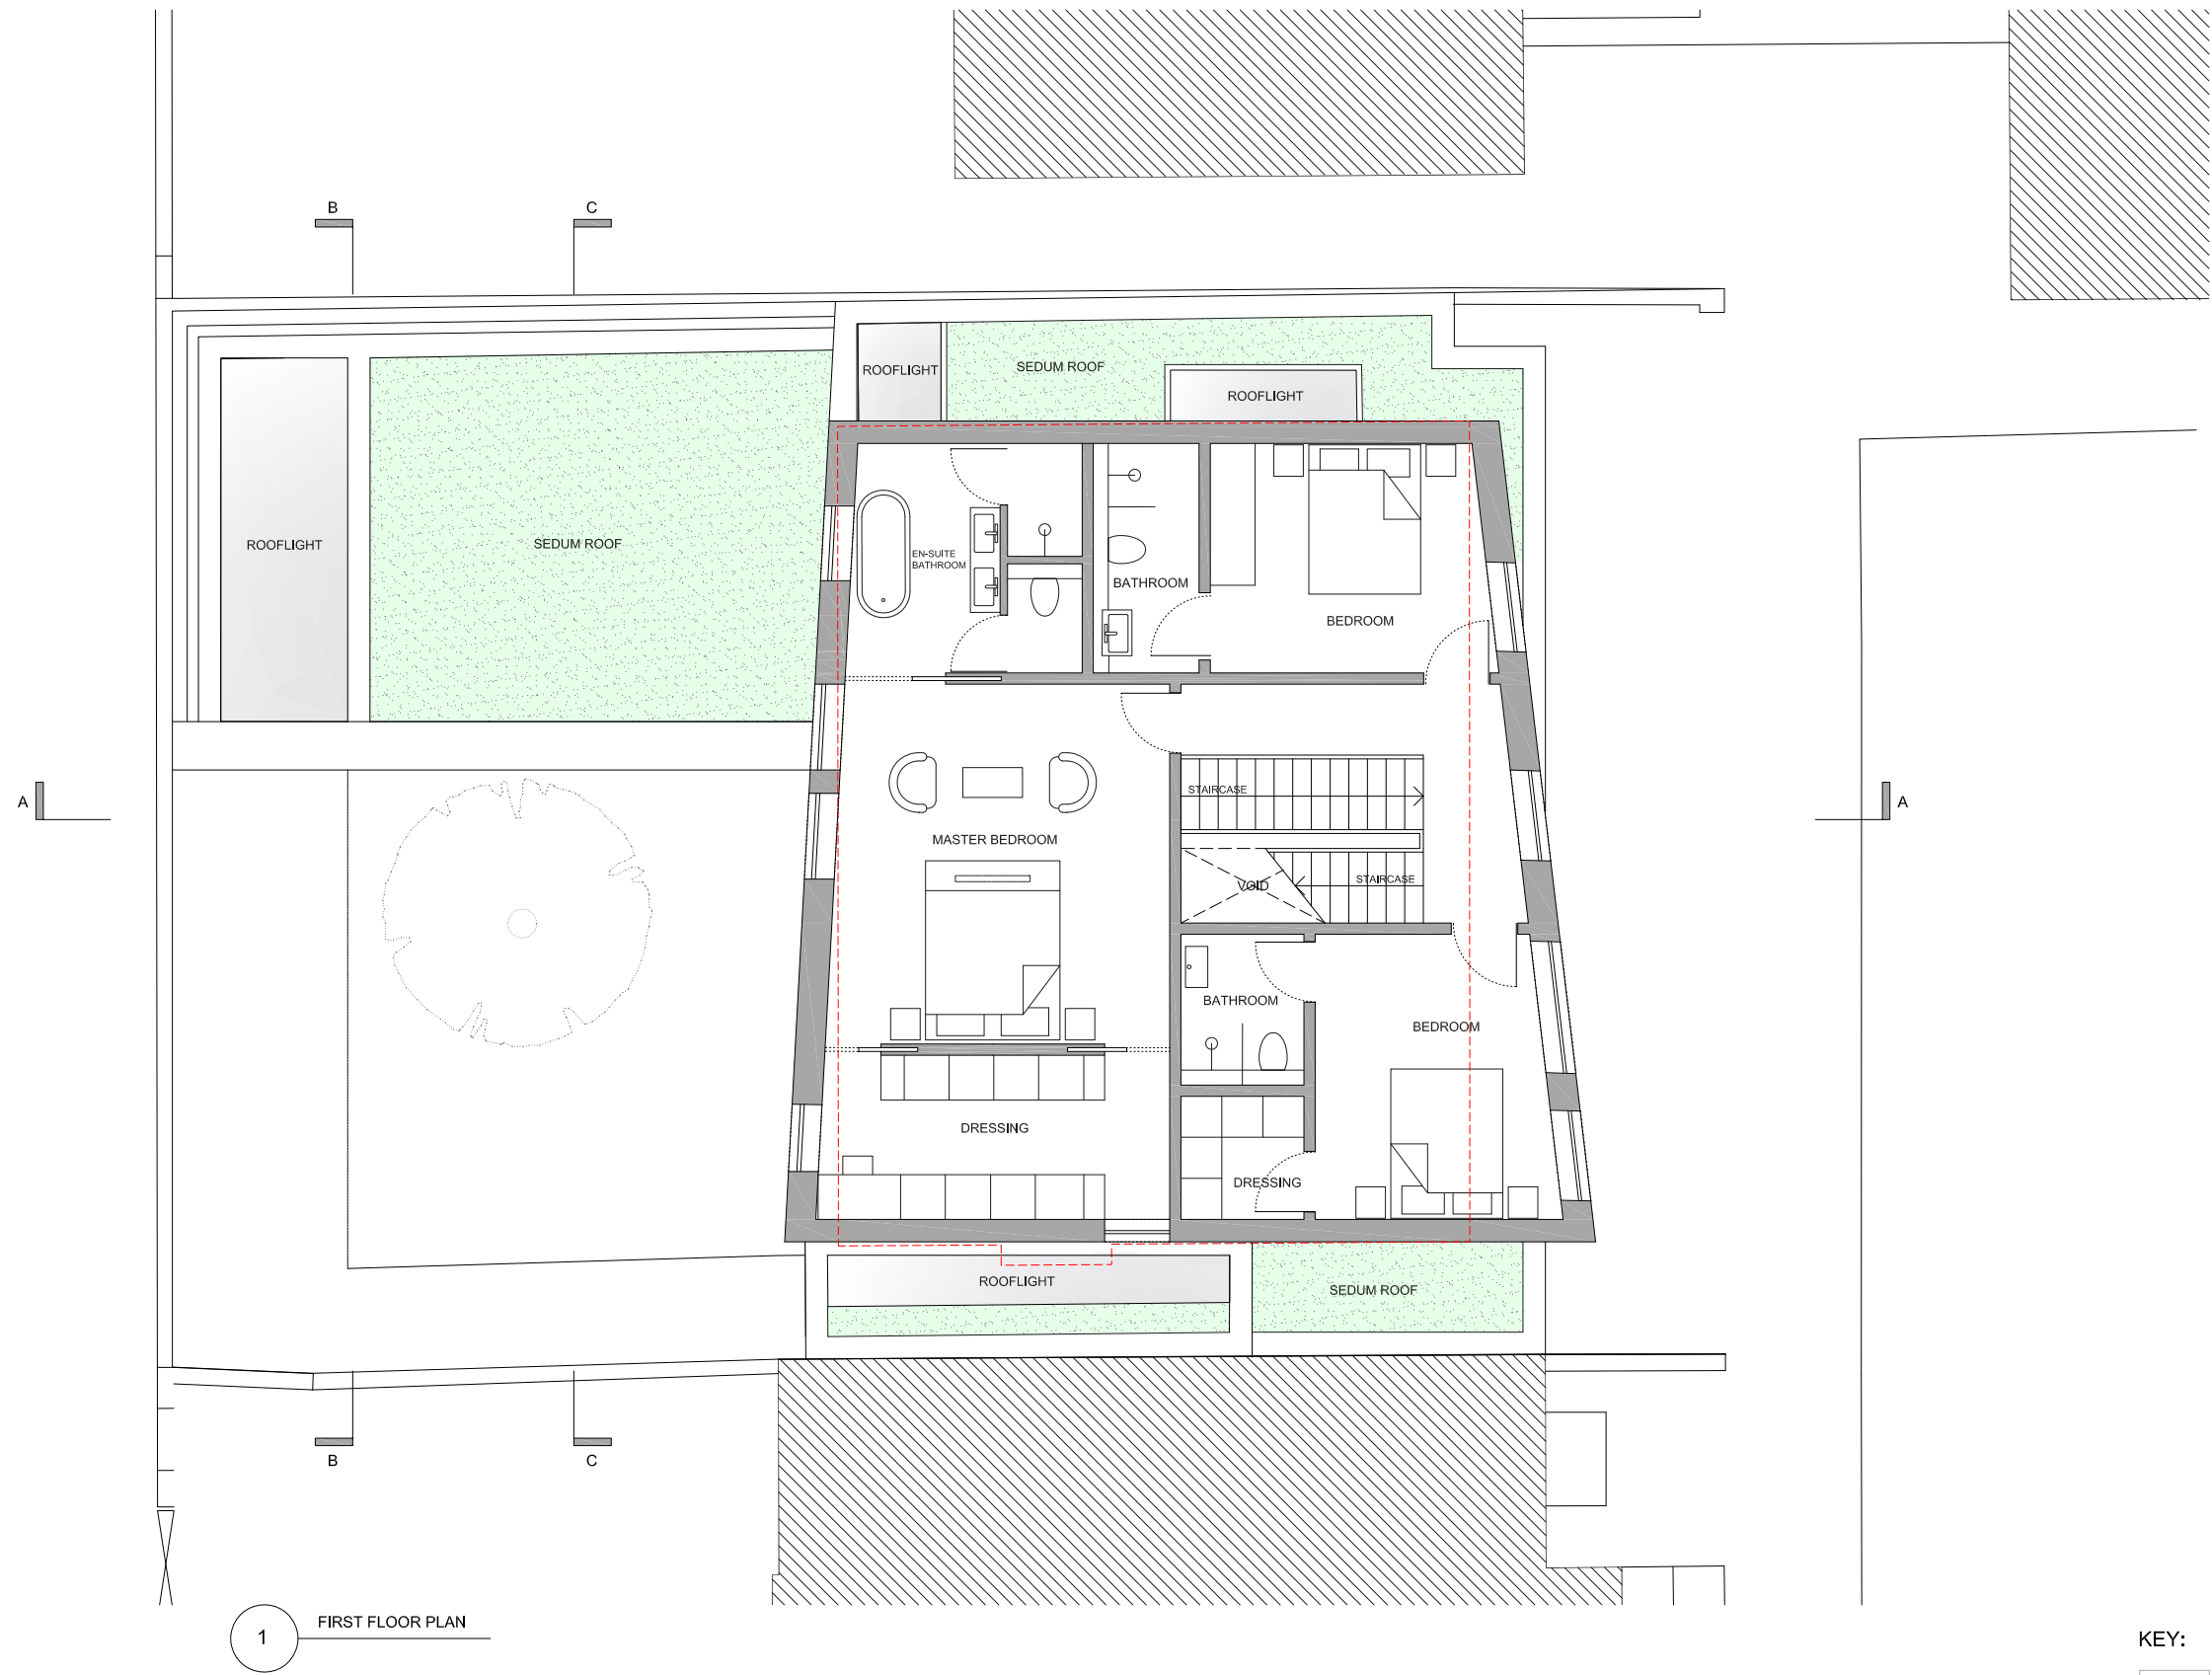 B
C
ROOFLIGHT
SEDUM ROOF
ROOFLIGHT
ROOFLIGHT
SEDUM ROOF
EN-SUITE
BATHROOM
BATHROOM
BEDROOM
A
STAIRCASE
A
MASTER BEDROOM
VOID
STAIRCASE
BATHROOM
BEDROOM
DRESSING
DRESSING
ROOFLIGHT
SEDUM ROOF
B
C
1
FIRST FLOOR PLAN
KEY: